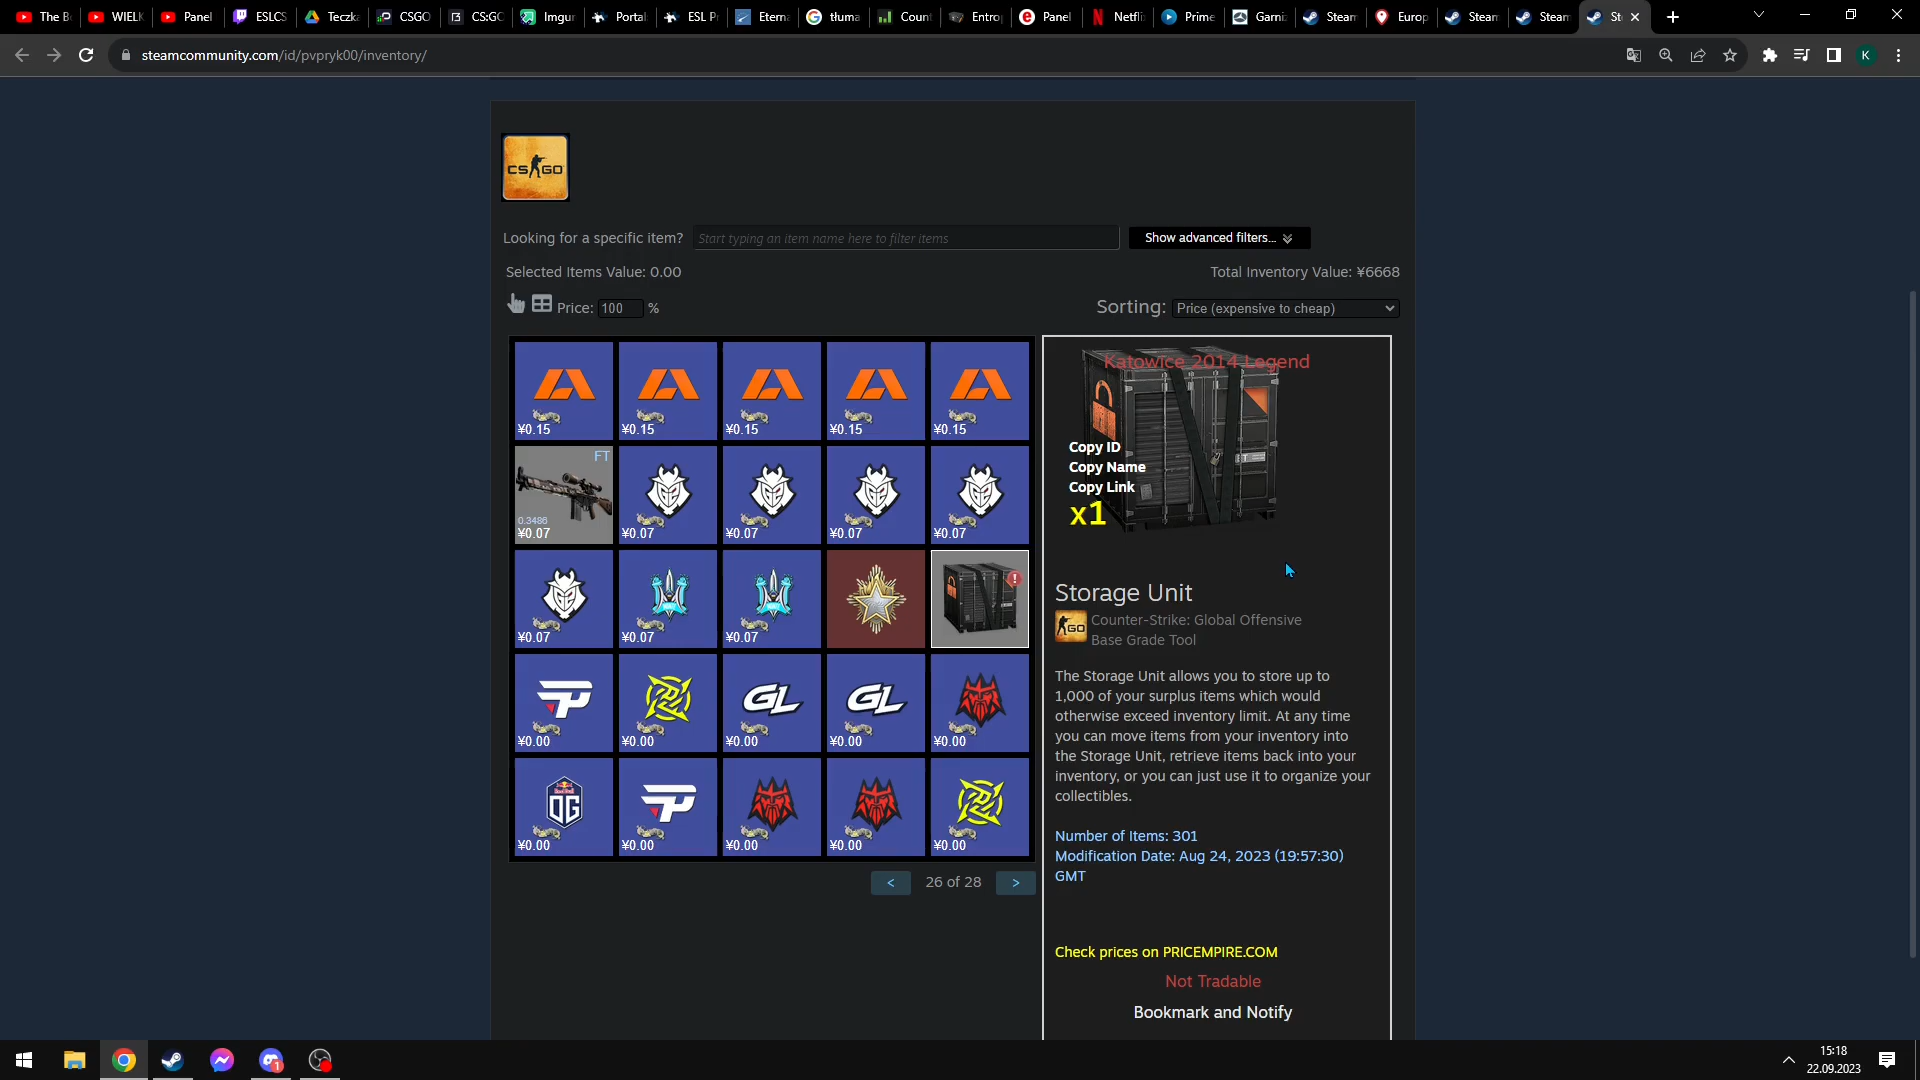 The B
WIELK
Panel
ESLCS
Teczk
CSGO
CS:GC
Imgur
Portal
ESL P
Etern
tłuma
Count
Entro
Panel
Netfli
Prime
Garni
Steam
Europ
Steam
Steam
St
steamcommunity.com/id/pvpryk00/inventory/
K
CS GO
Looking for a specific item?
Start typing an item name here to filter items
Show advanced filters...
Selected Items Value: 0.00
Total Inventory Value: ¥6668
Price: 100 %
Sorting: Price (expensive to cheap)
¥0.15
¥0.15
¥0.15
¥0.15
¥0.15
FT
0.3486
¥0.07
¥0.07
¥0.07
¥0.07
¥0.07
¥0.07
¥0.07
¥0.07
¥0.00
GL
¥0.00
GL
¥0.00
¥0.00
¥0.00
OG
¥0.00
¥0.00
¥0.00
¥0.00
¥0.00
<
26 of 28
>
Katowice 2014 Legend
Copy ID
Copy Name
Copy Link
x1
Storage Unit
GO
Counter-Strike: Global Offensive
Base Grade Tool
The Storage Unit allows you to store up to
1,000 of your surplus items which would
otherwise exceed inventory limit. At any time
you can move items from your inventory into
the Storage Unit, retrieve items back into your
inventory, or you can just use it to organize your
collectibles.
Number of Items: 301
Modification Date: Aug 24, 2023 (19:57:30)
GMT
Check prices on PRICEMPIRE.COM
Not Tradable
Bookmark and Notify
1
15:18
22.09.2023